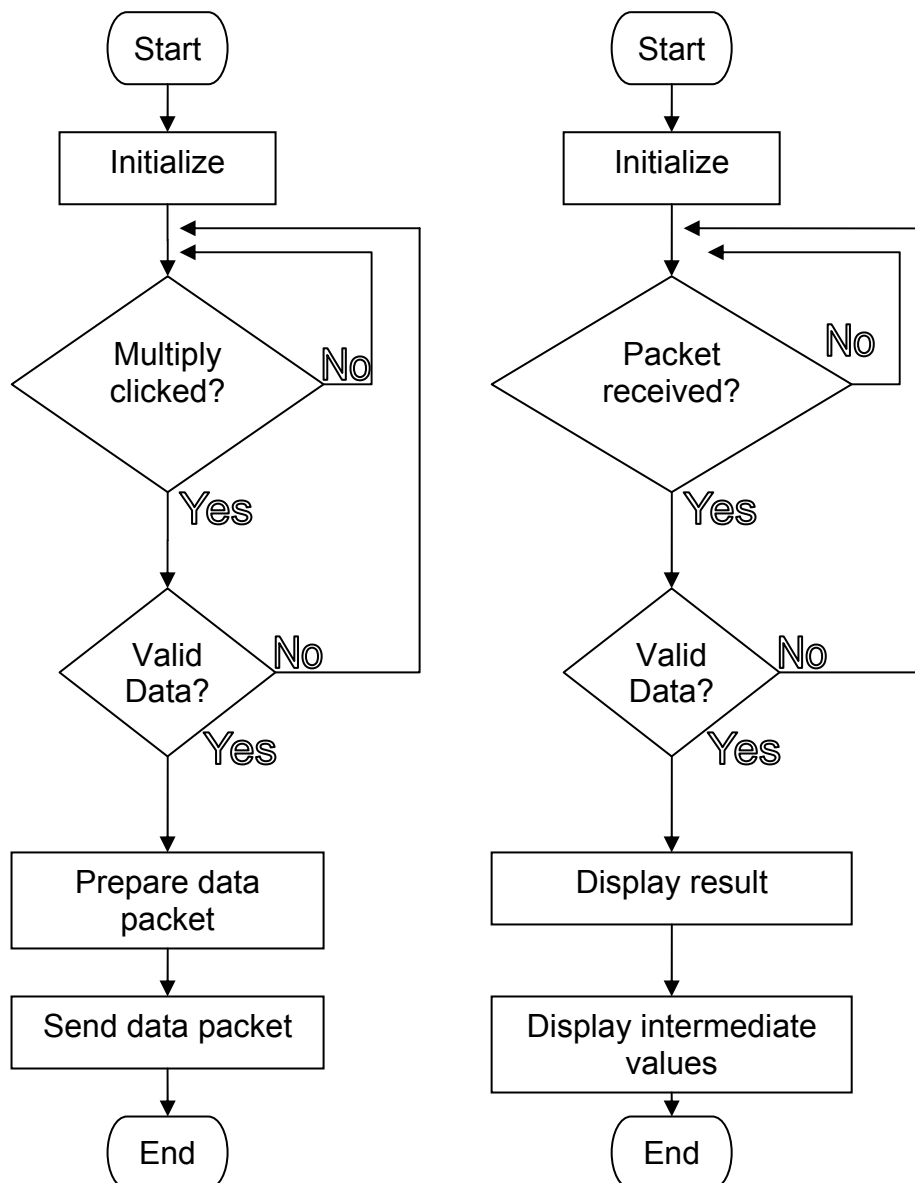 Start
Initialize
Multiply
clicked?
No
Yes
Valid
Data?
No
Yes
Prepare data
packet
Send data packet
End
Start
Initialize
Packet
received?
No
Yes
Valid
Data?
No
Yes
Display result
Display intermediate
values
End